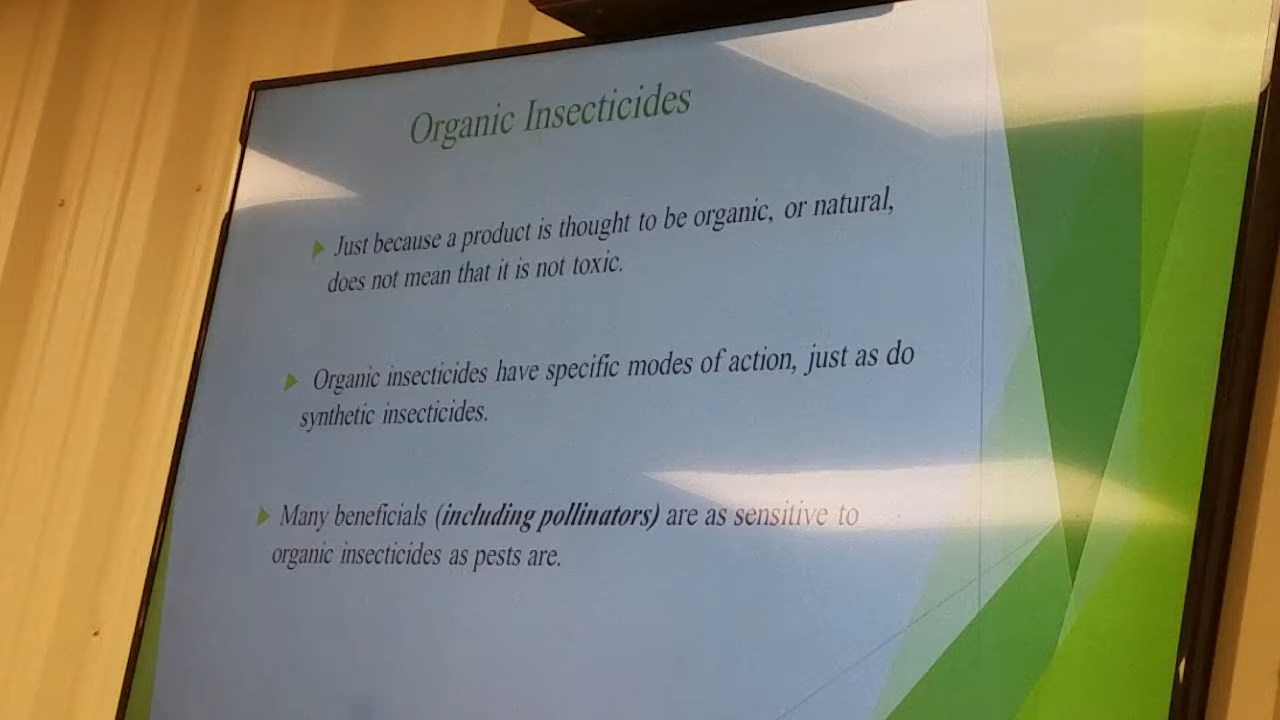 Organic Insecticides
Just because a product is thought to be organic, or natural,
does not mean that it is not toxic.
Organic insecticides have specific modes of action, just as do
synthetic insecticides.
Many beneficials (including pollinators) are as sensitive to
organic insecticides as pests are.